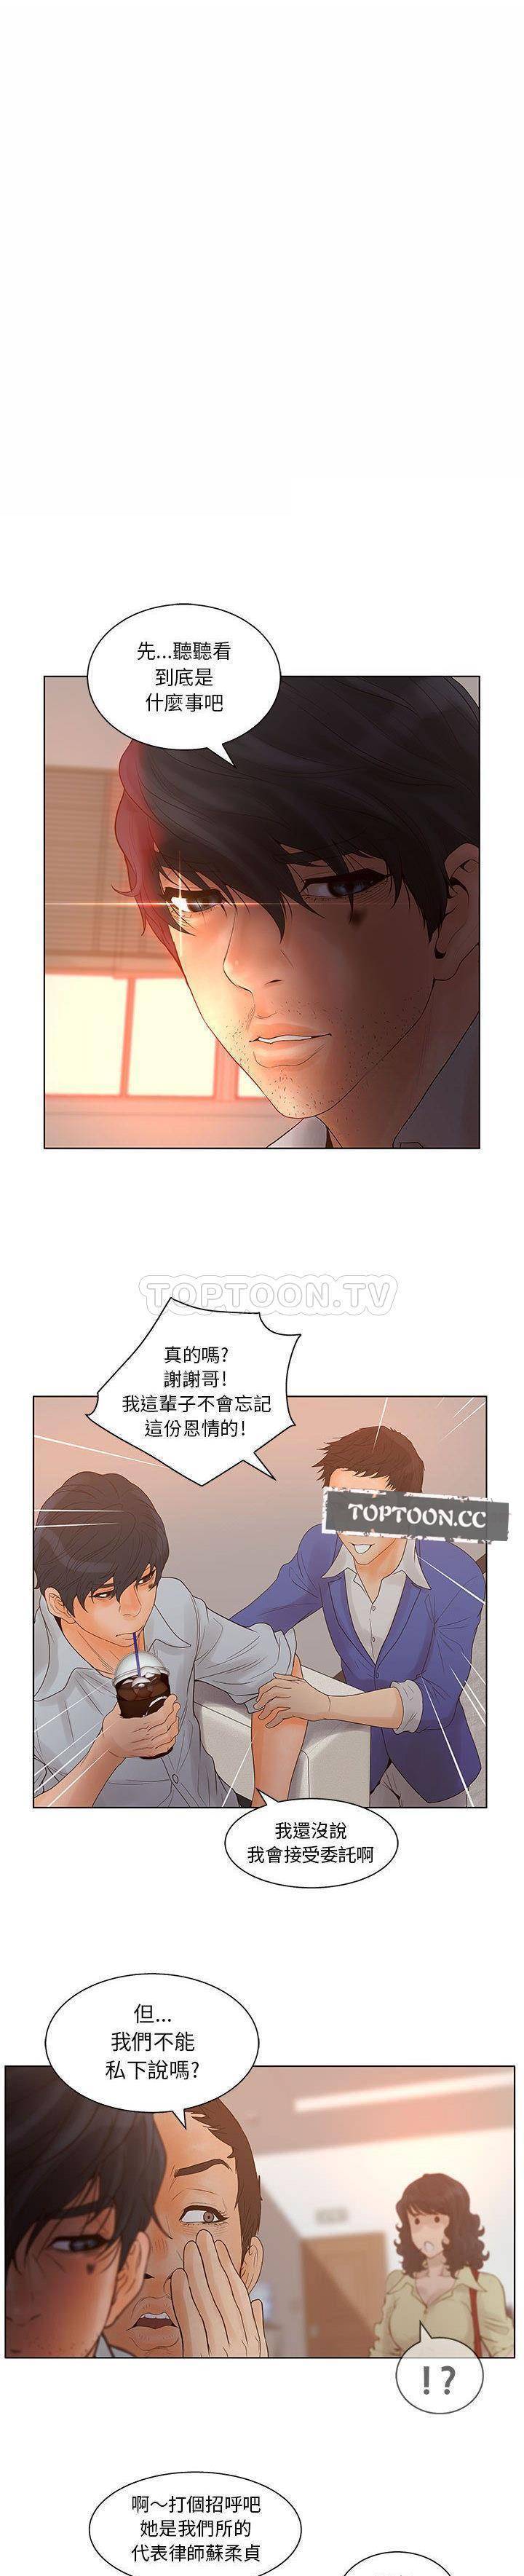 先...聽聽看
到底是
什麼事吧
TOPTOON.TV
真的嗎?
謝謝哥!
我這輩子不會忘記
這份恩情的!
TOPTOON.CC
我還沒說
我會接受委託啊
但...
我們不能
私下說嗎?
!?
啊~打個招呼吧
她是我們所的
代表律師蘇柔貞